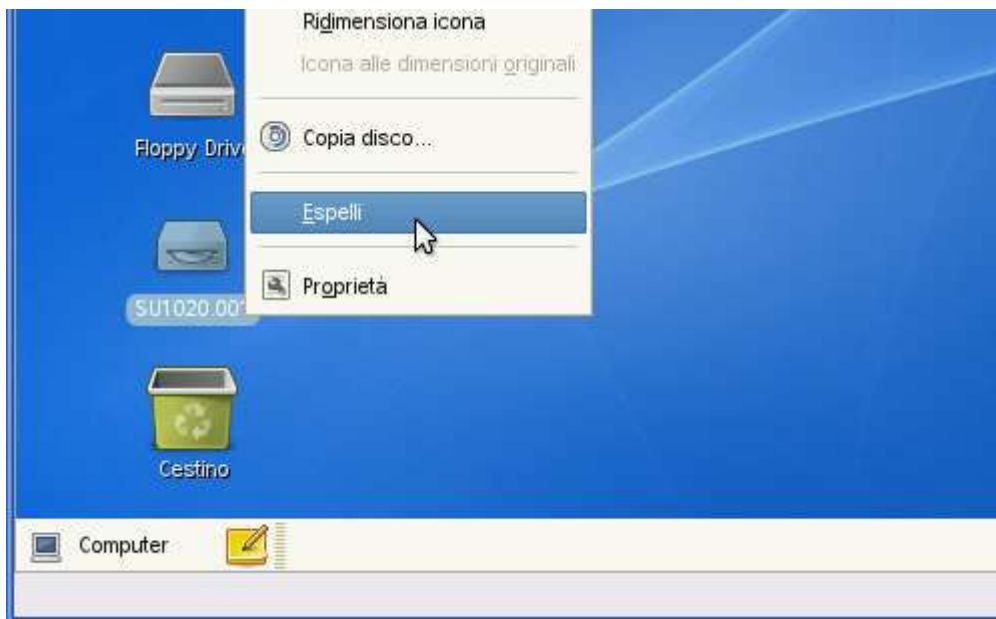 Ridimensiona icona
Icona alle dimensioni originali
Floppy Driv
Copia disco...
Espelli
SU1020.00
Proprietà
Cestino
Computer